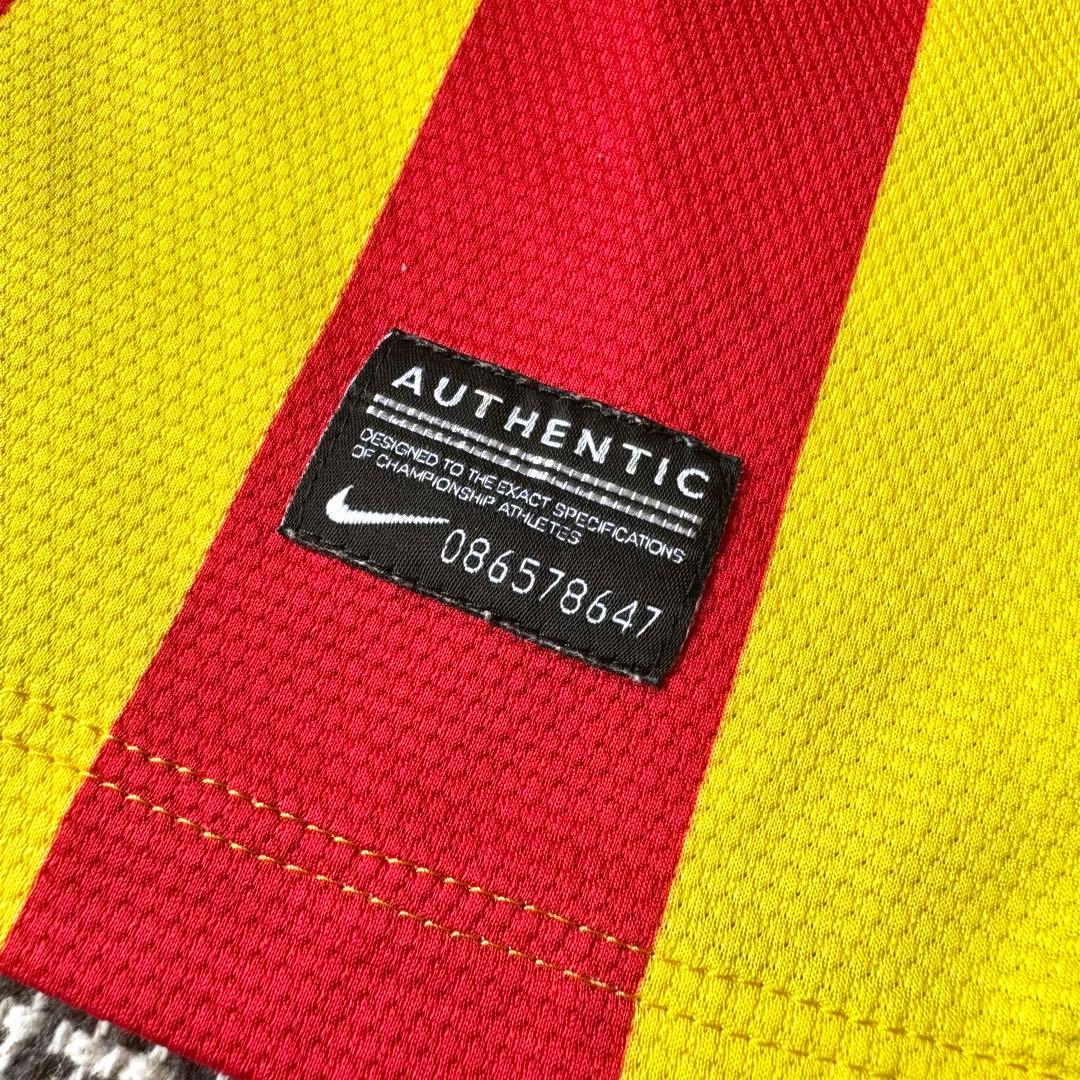 AUTHENTIC
DESIGNED TO THE EXACT SPECIFICATIONS
OF CHAMPIONSHIP ATHLETES
086578647